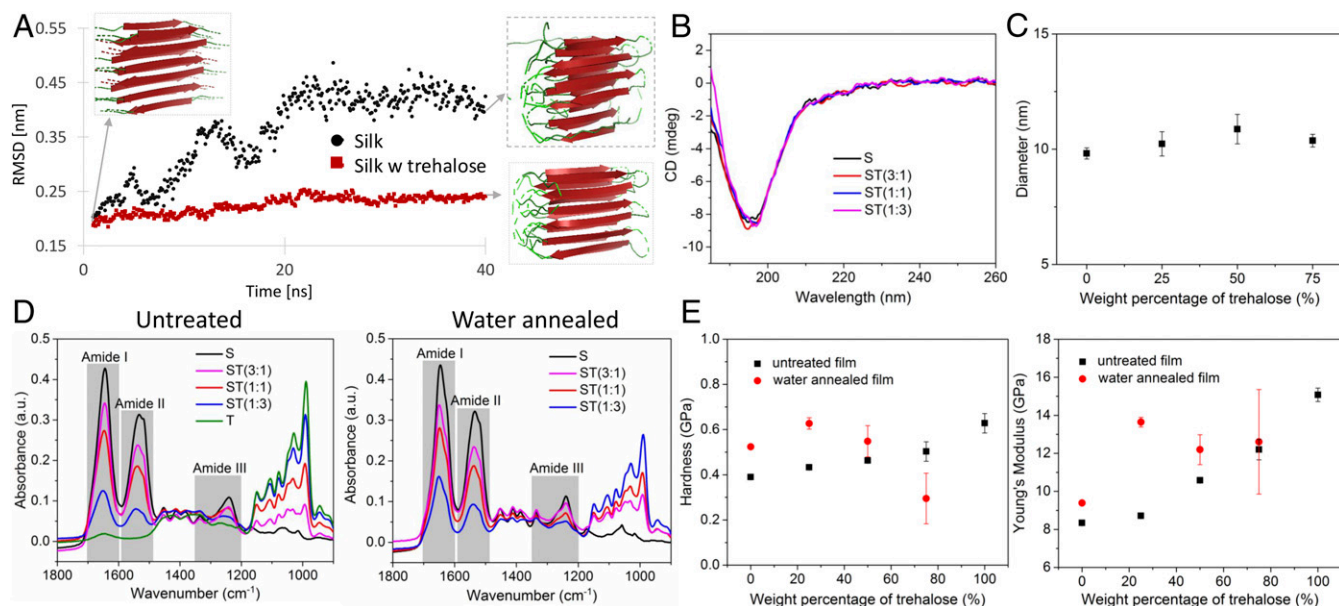 A
RMSD [nm]
0.55
0.45
0.35
0.25
0.15
0
20
40
Time [ns]
Silk
Silk w trehalose
B
CD (mdeg)
2
0
-2
-4
-6
-8
-10
200
220
240
260
Wavelength (nm)
S
ST(3:1)
ST(1:1)
ST(1:3)
C
Diameter (nm)
15
10
5
0
25
50
75
Weight percentage of trehalose (%)
D
Untreated
Absorbance (a.u.)
0.5
0.4
0.3
0.2
0.1
0.0
1800
1600
1400
1200
1000
Wavenumber (cm-1)
Amide I
Amide II
Amide III
S
ST(3:1)
ST(1:1)
ST(1:3)
T
Water annealed
Absorbance (a.u.)
0.5
0.4
0.3
0.2
0.1
0.0
1800
1600
1400
1200
1000
Wavenumber (cm-1)
Amide I
Amide II
Amide III
S
ST(3:1)
ST(1:1)
ST(1:3)
E
Hardness (GPa)
1.0
0.8
0.6
0.4
0.2
0.0
0
20
40
60
80
100
Weight percentage of trehalose (%)
untreated film
water annealed film
Young's Modulus (GPa)
18
16
14
12
10
8
6
0
20
40
60
80
100
Weight percentage of trehalose (%)
untreated film
water annealed film